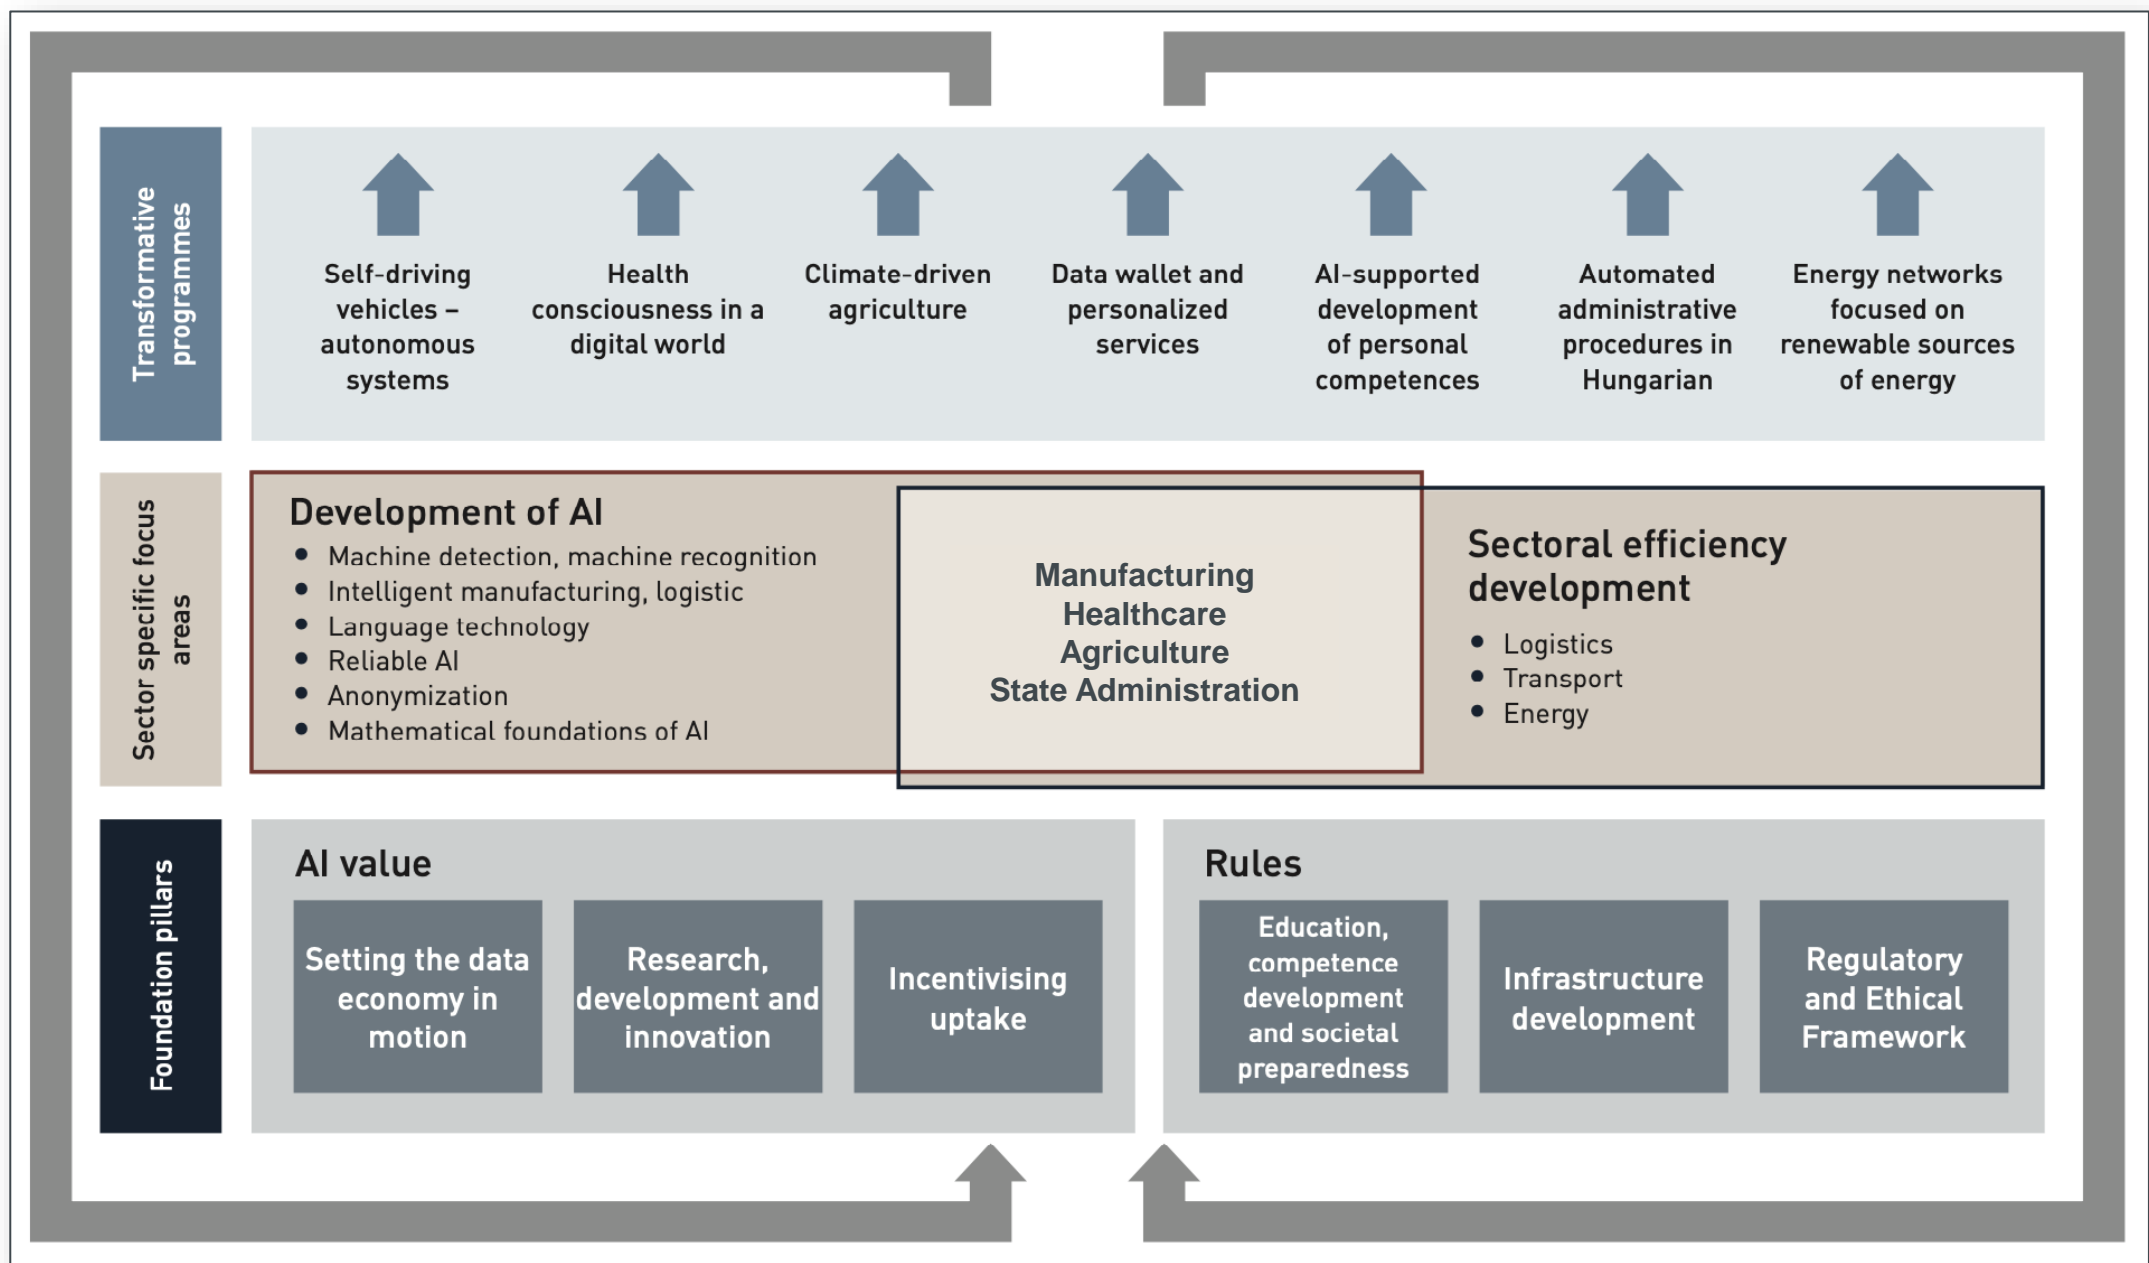 Transformative
programmes
Self-driving
vehicles –
autonomous
systems
Health
consciousness in a
digital world
Climate-driven
agriculture
Data wallet and
personalized
services
AI-supported
development
of personal
competences
Automated
administrative
procedures in
Hungarian
Energy networks
focused on
renewable sources
of energy
Sector specific focus
areas
Development of AI
• Machine detection, machine recognition
• Intelligent manufacturing, logistic
• Language technology
• Reliable AI
• Anonymization
• Mathematical foundations of AI
Manufacturing
Healthcare
Agriculture
State Administration
Sectoral efficiency
development
• Logistics
• Transport
• Energy
Foundation pillars
AI value
Setting the data
economy in
motion
Research,
development and
innovation
Incentivising
uptake
Rules
Education,
competence
development
and societal
preparedness
Infrastructure
development
Regulatory
and Ethical
Framework